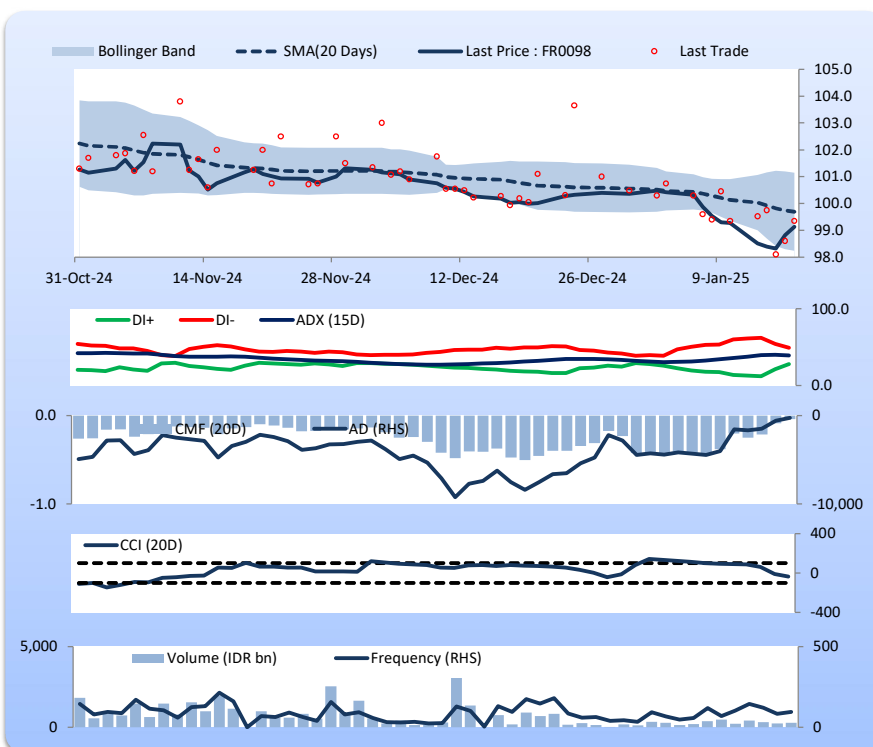 Bollinger Band SMA(20 Days) Last Price : FR0098 Last Trade
105.0
104.0
103.0
102.0
101.0
100.0
99.0
98.0
31-Oct-24 14-Nov-24 28-Nov-24 12-Dec-24 26-Dec-24 9-Jan-25
DI+ DI- ADX (15D)
100.0
0.0
0.0 0
CMF (20D) AD (RHS)
-1.0 -10,000
400
CCI (20D)
0
-400
5,000 500
Volume (IDR bn) Frequency (RHS)
0 0